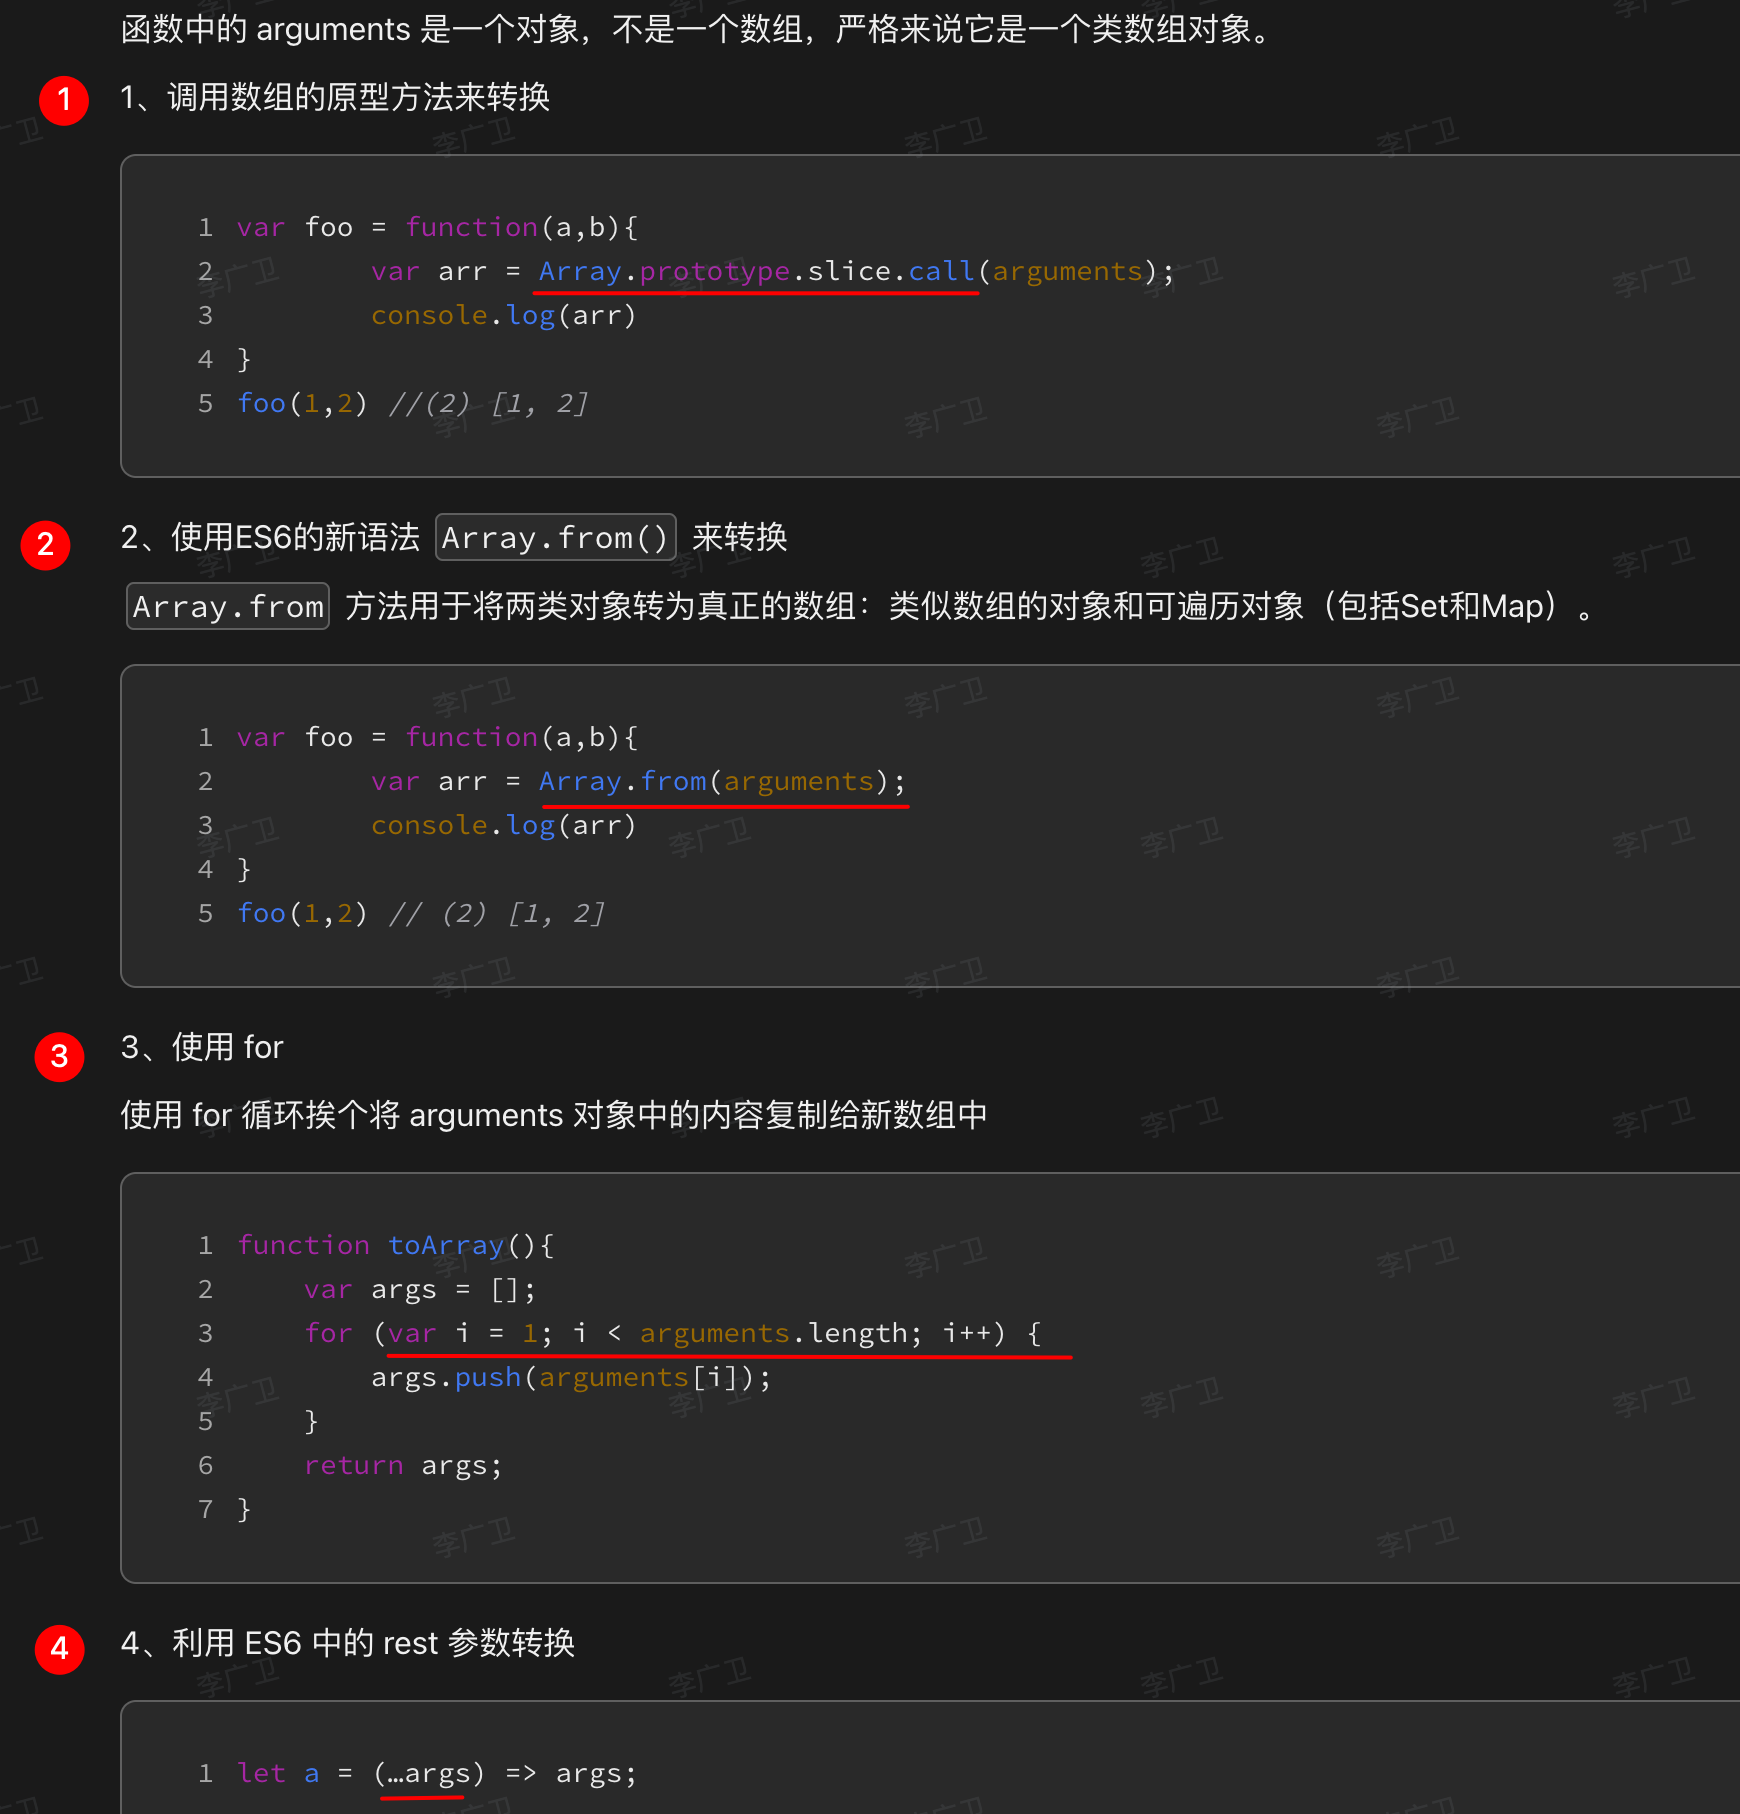 函数中的 arguments 是一个对象，不是一个数组，严格来说它是一个类数组对象。
1
1、调用数组的原型方法来转换
1 var foo = function(a,b){
2         var arr = Array.prototype.slice.call(arguments);
3         console.log(arr)
4 }
5 foo(1,2) //(2) [1, 2]
2
2、使用ES6的新语法 Array.from() 来转换
Array.from 方法用于将两类对象转为真正的数组：类似数组的对象和可遍历对象（包括Set和Map）。
1 var foo = function(a,b){
2         var arr = Array.from(arguments);
3         console.log(arr)
4 }
5 foo(1,2) // (2) [1, 2]
3
3、使用 for
使用 for 循环挨个将 arguments 对象中的内容复制给新数组中
1 function toArray(){
2     var args = [];
3     for (var i = 1; i < arguments.length; i++) {
4         args.push(arguments[i]);
5     }
6     return args;
7 }
4
4、利用 ES6 中的 rest 参数转换
1 let a = (…args) => args;
李广卫